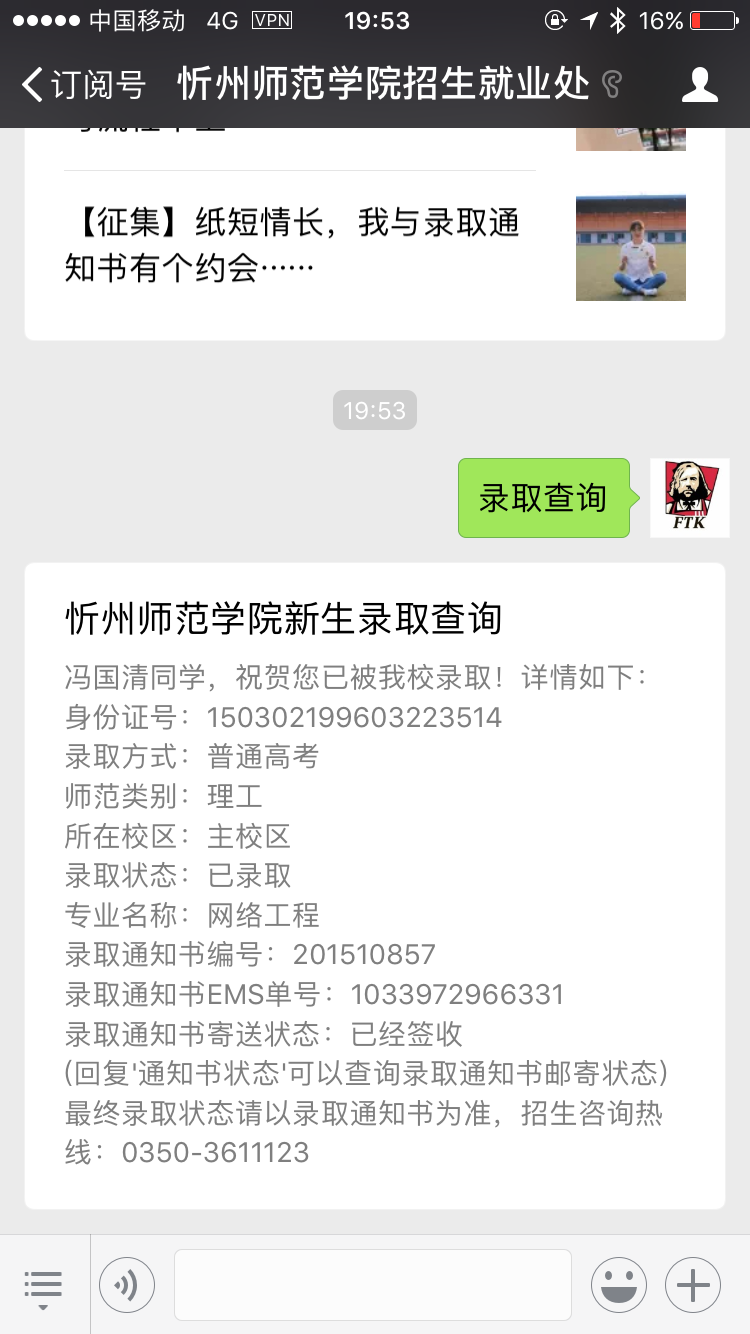 中国移动 4G VPN 19:53 16%
订阅号 忻州师范学院招生就业处
【征集】纸短情长，我与录取通
知书有个约会……
19:53
录取查询
FTK
忻州师范学院新生录取查询
冯国清同学，祝贺您已被我校录取！详情如下：
身份证号：150302199603223514
录取方式：普通高考
师范类别：理工
所在校区：主校区
录取状态：已录取
专业名称：网络工程
录取通知书编号：201510857
录取通知书EMS单号：1033972966331
录取通知书寄送状态：已经签收
(回复'通知书状态'可以查询录取通知书邮寄状态)
最终录取状态请以录取通知书为准，招生咨询热
线：0350-3611123